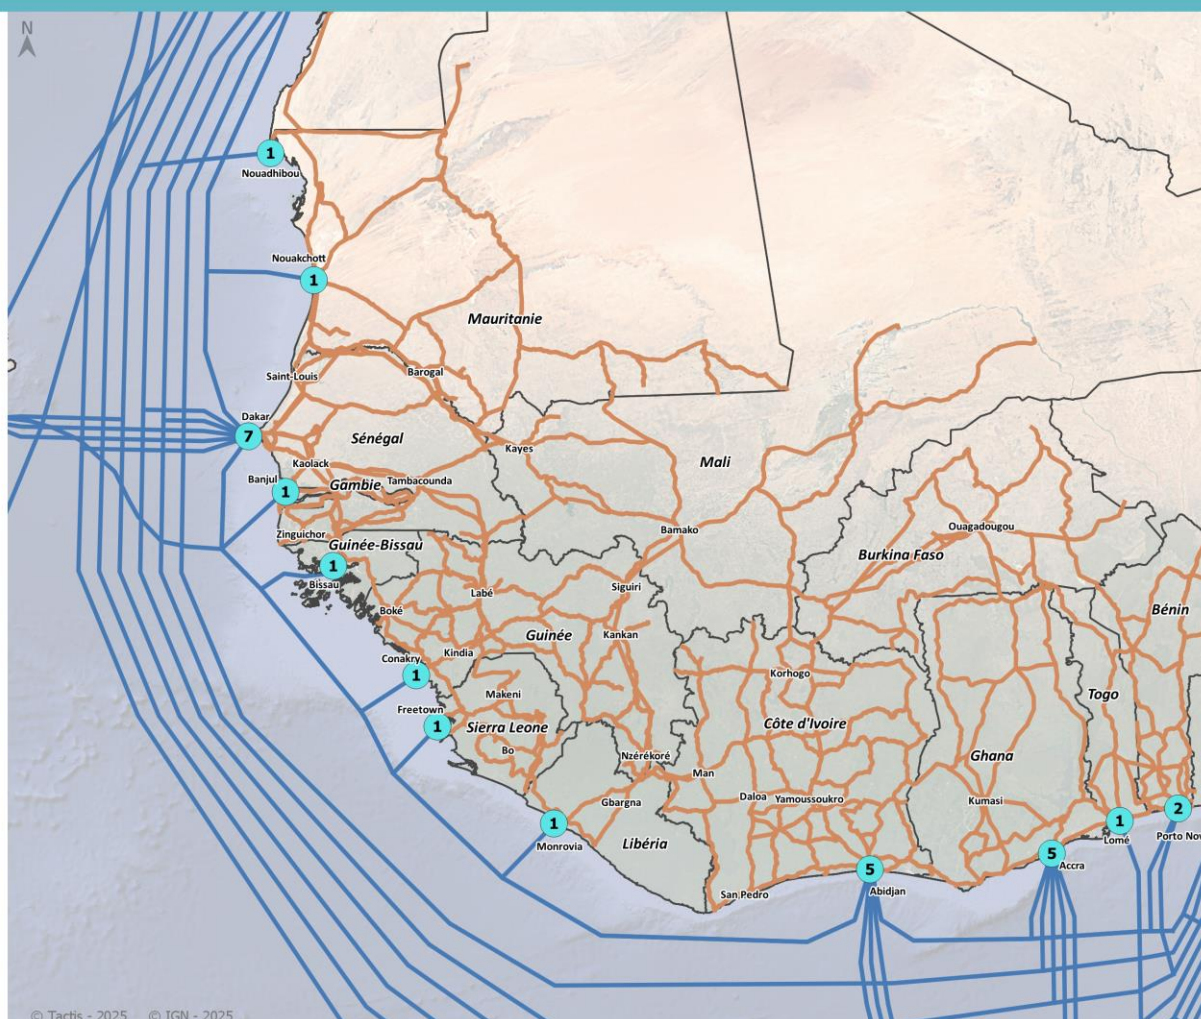 N
1
Nouadhibou
Nouakchott
1
Mauritanie
Saint-Louis
Barogal
Dakar
7
Sénégal
Kayes
Mali
Kaolack
Banjul
Gambie
Tambacounda
1
Bamako
Ouagadougou
Zinguichor
Guinée-Bissau
Burkina Faso
1
Bissau
Labé
Siguiri
Boké
Bénin
Guinée
Kankan
Conakry
Kindia
1
Korhogo
Makeni
Togo
Freetown
1
Sierra Leone
Côte d'Ivoire
Bo
Nzérékoré
Ghana
Man
Daloa
Yamoussoukro
Kumasi
Gbargna
2
1
1
Porto Nov
Monrovia
Libéria
Lomé
5
Accra
5
San Pedro
Abidjan
© Tactis - 2025 © IGN - 2025